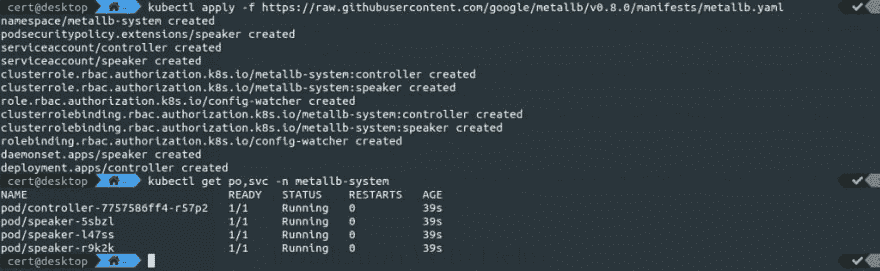 cert@desktop ~ kubectl apply -f https://raw.githubusercontent.com/google/metallb/v0.8.0/manifests/metallb.yaml
namespace/metallb-system created
podsecuritypolicy.extensions/speaker created
serviceaccount/controller created
serviceaccount/speaker created
clusterrole.rbac.authorization.k8s.io/metallb-system:controller created
clusterrole.rbac.authorization.k8s.io/metallb-system:speaker created
role.rbac.authorization.k8s.io/config-watcher created
clusterrolebinding.rbac.authorization.k8s.io/metallb-system:controller created
clusterrolebinding.rbac.authorization.k8s.io/metallb-system:speaker created
rolebinding.rbac.authorization.k8s.io/config-watcher created
daemonset.apps/speaker created
deployment.apps/controller created
cert@desktop ~ kubectl get po,svc -n metallb-system
NAME READY STATUS RESTARTS AGE
pod/controller-7757586ff4-r57p2 1/1 Running 0 39s
pod/speaker-5sbzl 1/1 Running 0 39s
pod/speaker-l47ss 1/1 Running 0 39s
pod/speaker-r9k2k 1/1 Running 0 39s
cert@desktop ~